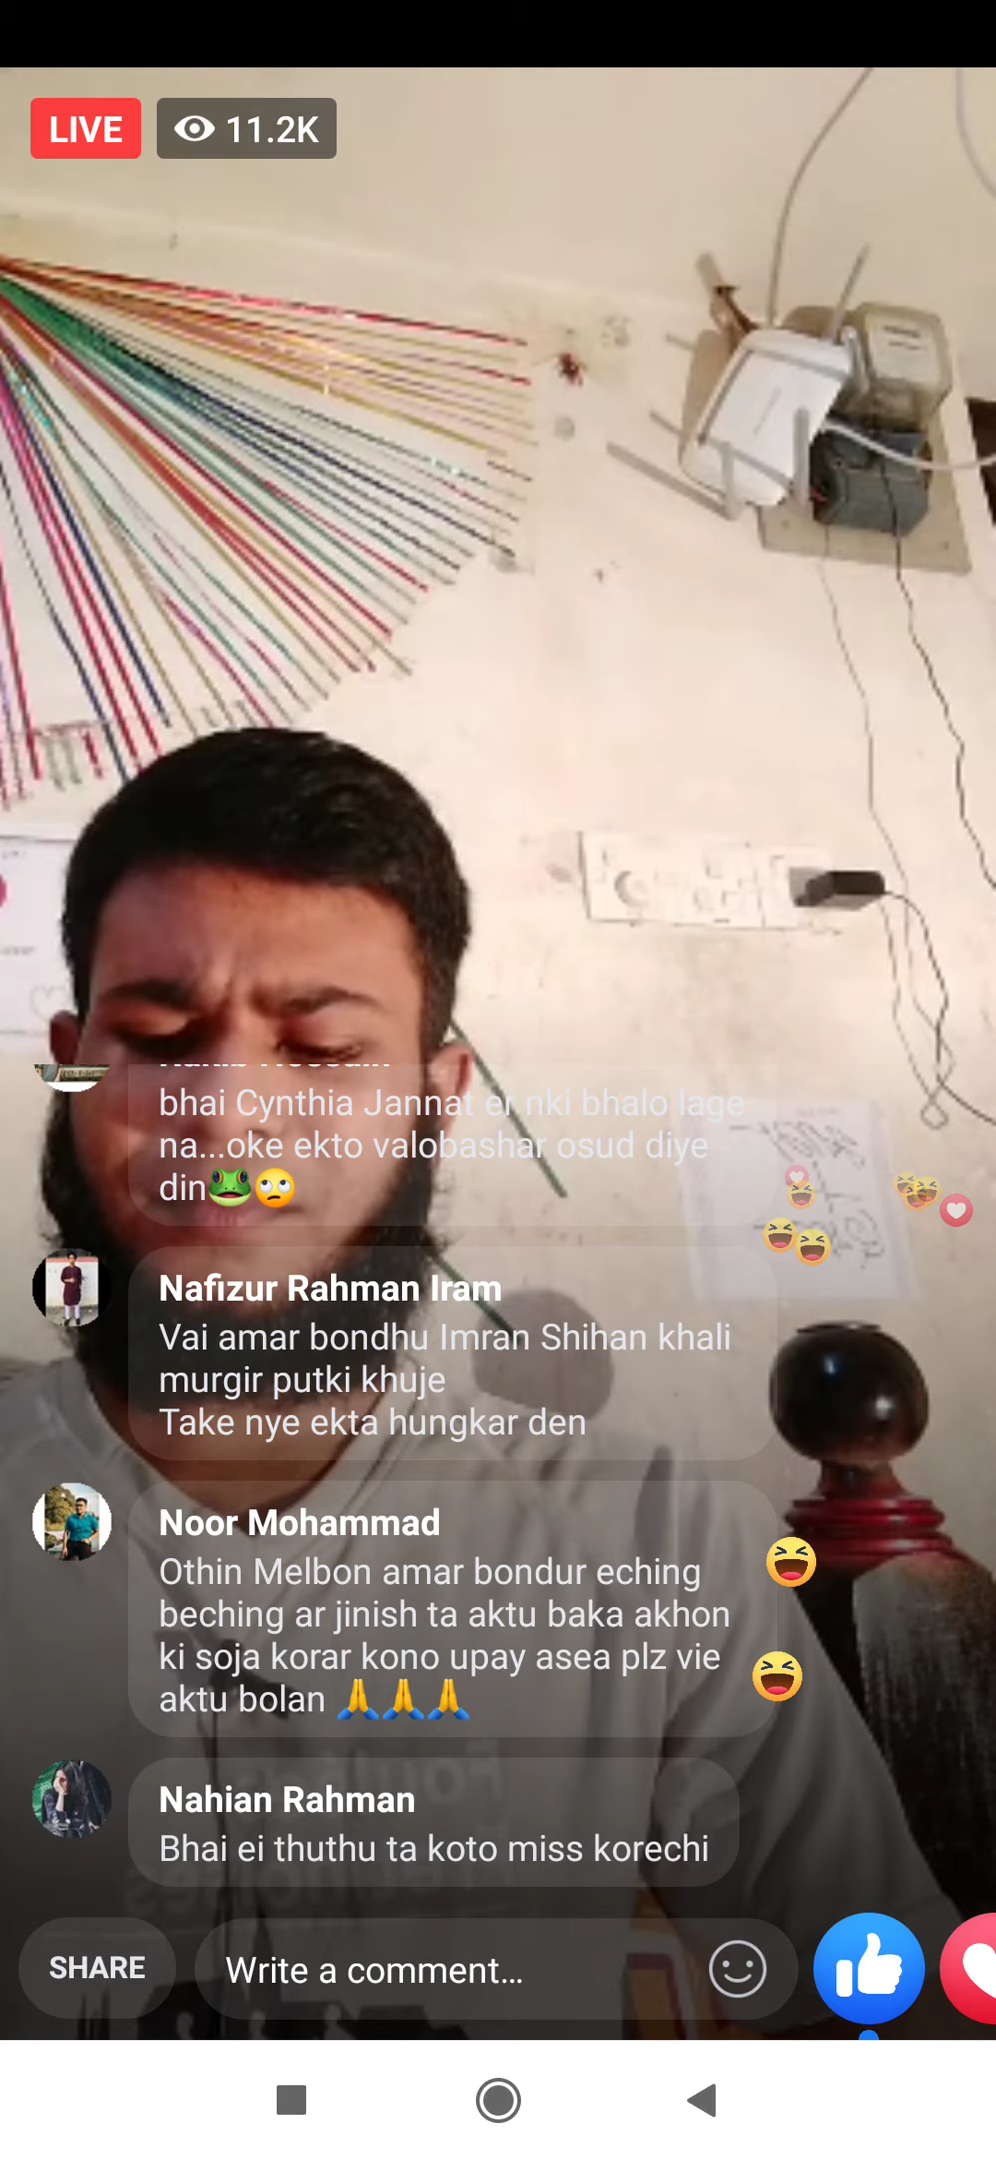 LIVE 11.2K
bhai Cynthia Jannat er nki bhalo lage
na...oke ekto valobashar osud diye
din🐸🙄
Nafizur Rahman Iram
Vai amar bondhu Imran Shihan khali
murgir putki khuje
Take nye ekta hungkar den
Noor Mohammad
Othin Melbon amar bondur eching
beching ar jinish ta aktu baka akhon
ki soja korar kono upay asea plz vie
aktu bolan 🙏🙏🙏
Nahian Rahman
Bhai ei thuthu ta koto miss korechi
SHARE
Write a comment...